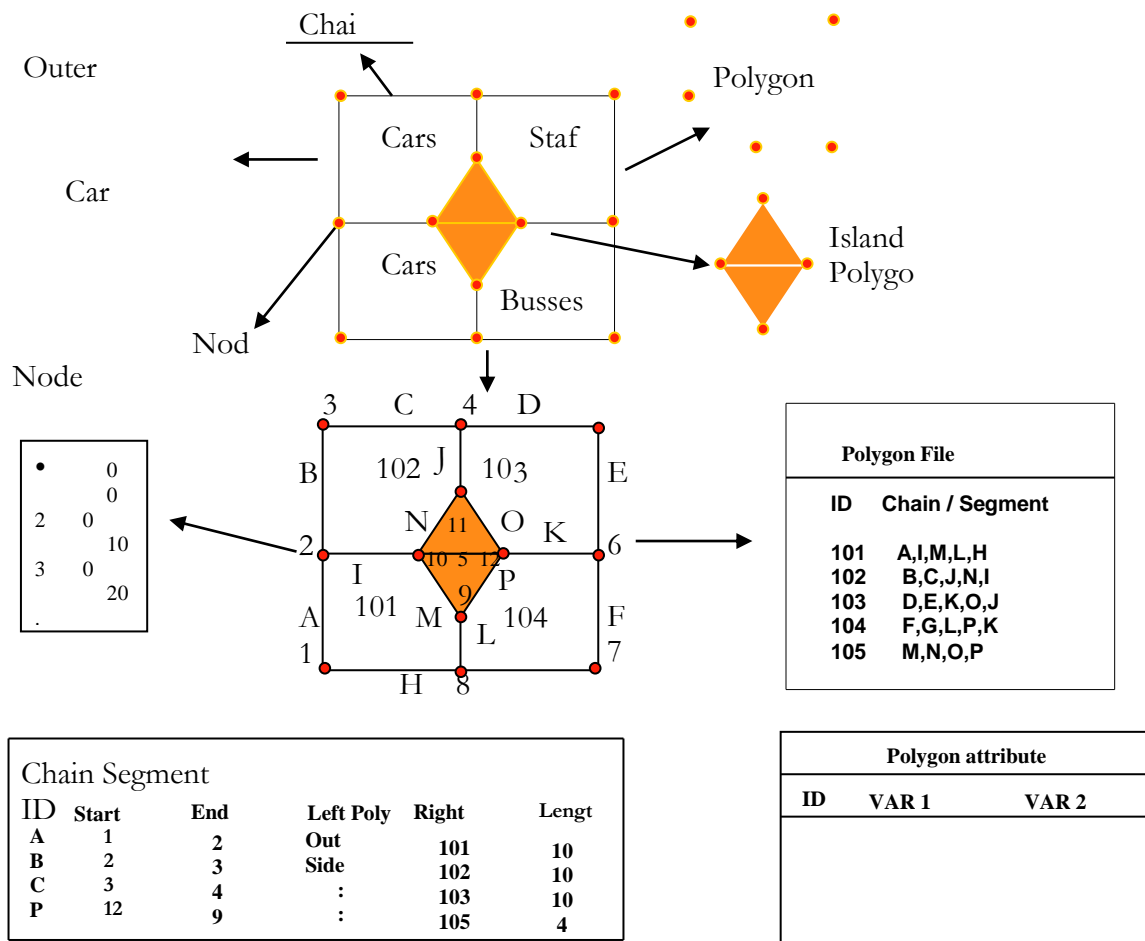 Chai
Outer
Polygon
Cars Staf
Car
Island
Polygo
Cars
Busses
Nod
Node
3 C 4 D
B 102 J 103 E
N 11 O K
2 10 5 12 6
I P
9
A 101 M 104 F
L
1 7
H 8
• 0
0
2 0
10
3 0
20
.
Polygon File
ID Chain / Segment
101 A,I,M,L,H
102 B,C,J,N,I
103 D,E,K,O,J
104 F,G,L,P,K
105 M,N,O,P
Chain Segment
ID Start End Left Poly Right Lengt
A 1 2 Out 101 10
B 2 3 Side 102 10
C 3 4 : 103 10
P 12 9 : 105 4
Polygon attribute
ID VAR 1 VAR 2